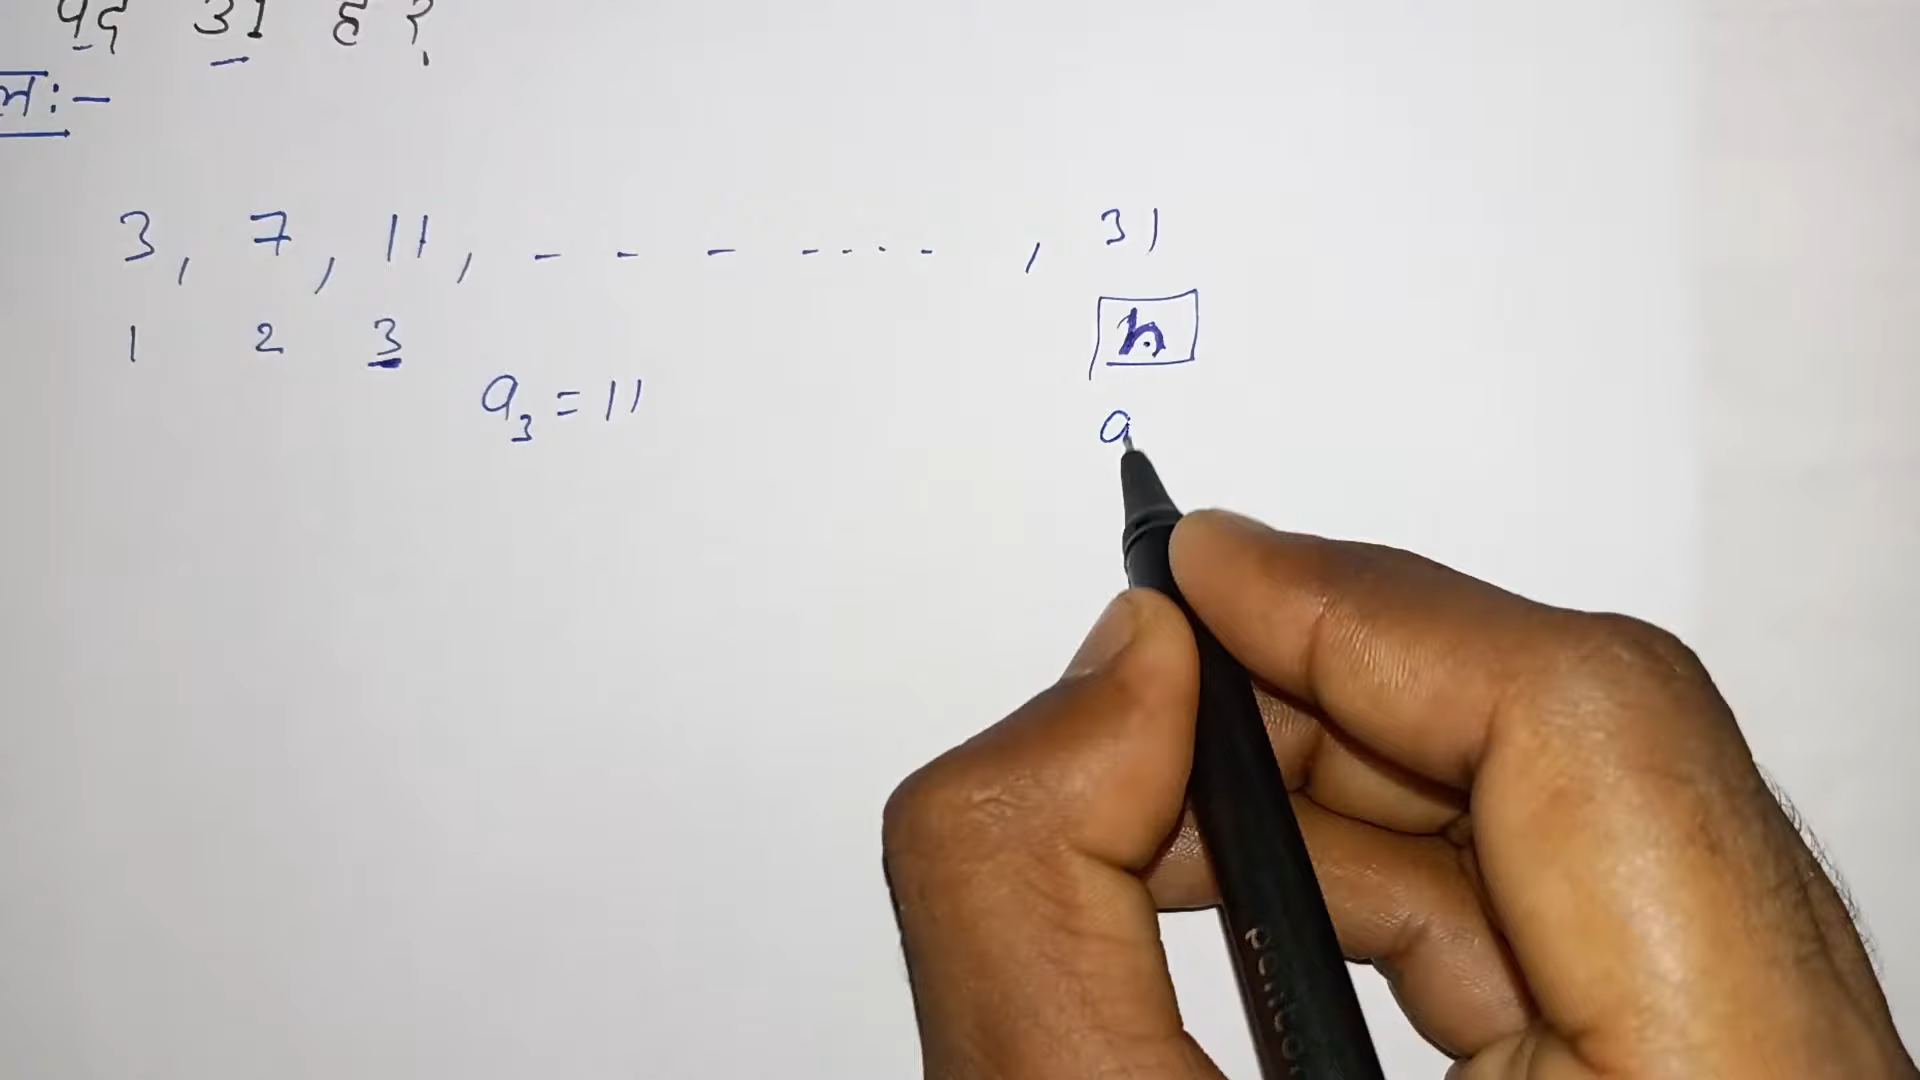 पद 31 है ?
ल :-
3, 7, 11, - - - - . . . - , 31
1 2 3 n
a₃ = 11
a